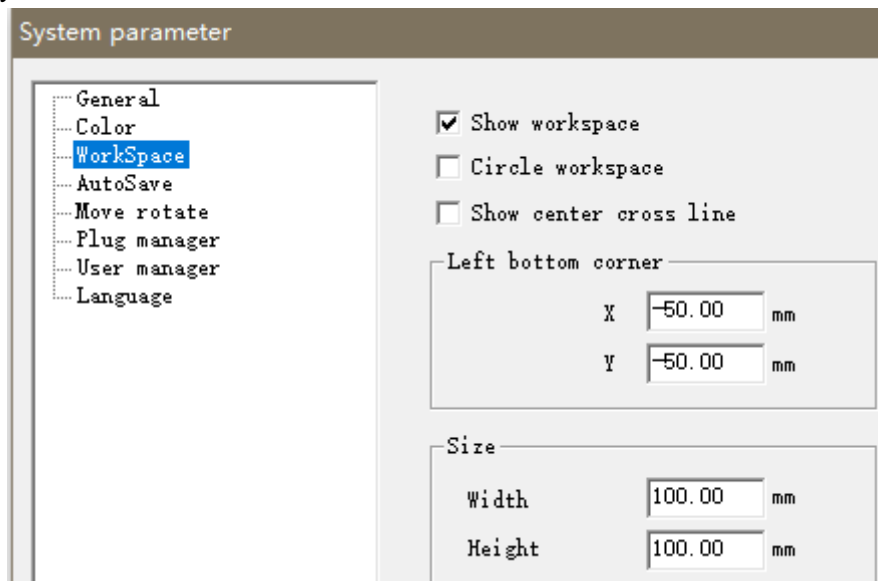 System parameter
General
Color
WorkSpace
AutoSave
Move rotate
Plug manager
User manager
Language
Show workspace
Circle workspace
Show center cross line
Left bottom corner
X -50.00 mm
Y -50.00 mm
Size
Width 100.00 mm
Height 100.00 mm